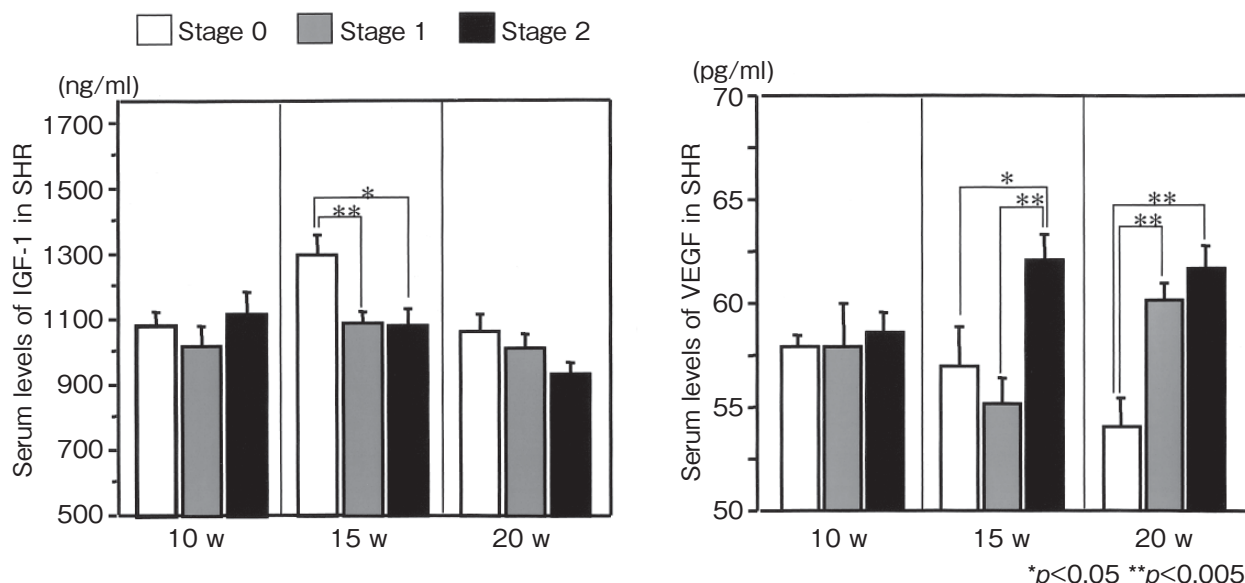 Stage 0 Stage 1 Stage 2
(ng/ml)
Serum levels of IGF-1 in SHR
1700
1500
1300
1100
900
700
500
* 
**
10 w 15 w 20 w
(pg/ml)
Serum levels of VEGF in SHR
70
65
60
55
50
*
**
**
**
10 w 15 w 20 w
*p<0.05 **p<0.005